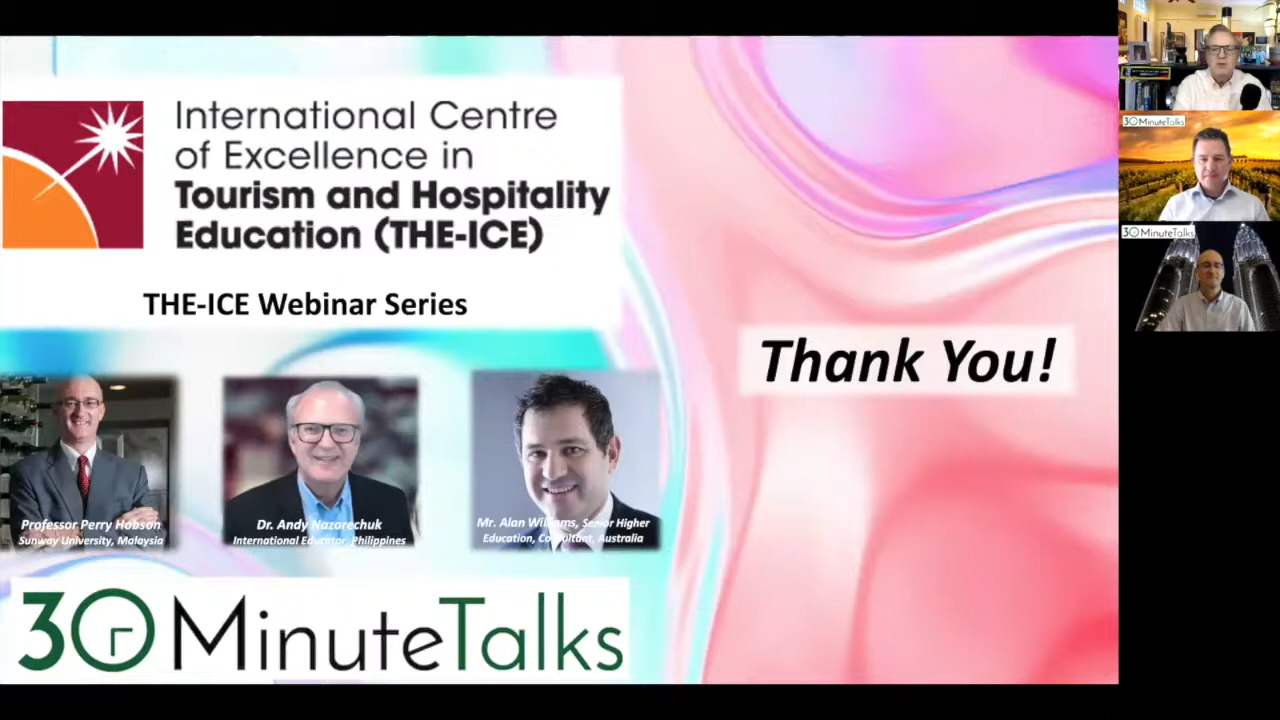 International Centre
of Excellence in
Tourism and Hospitality
Education (THE-ICE)
THE-ICE Webinar Series
Thank You!
Professor Perry Hobson
Sunway University, Malaysia
Dr. Andy Nazarechuk
International Educator, Philippines
Mr. Alan Williams, Senior Higher
Education, Consultant, Australia
30MinuteTalks
30MinuteTalks
30MinuteTalks